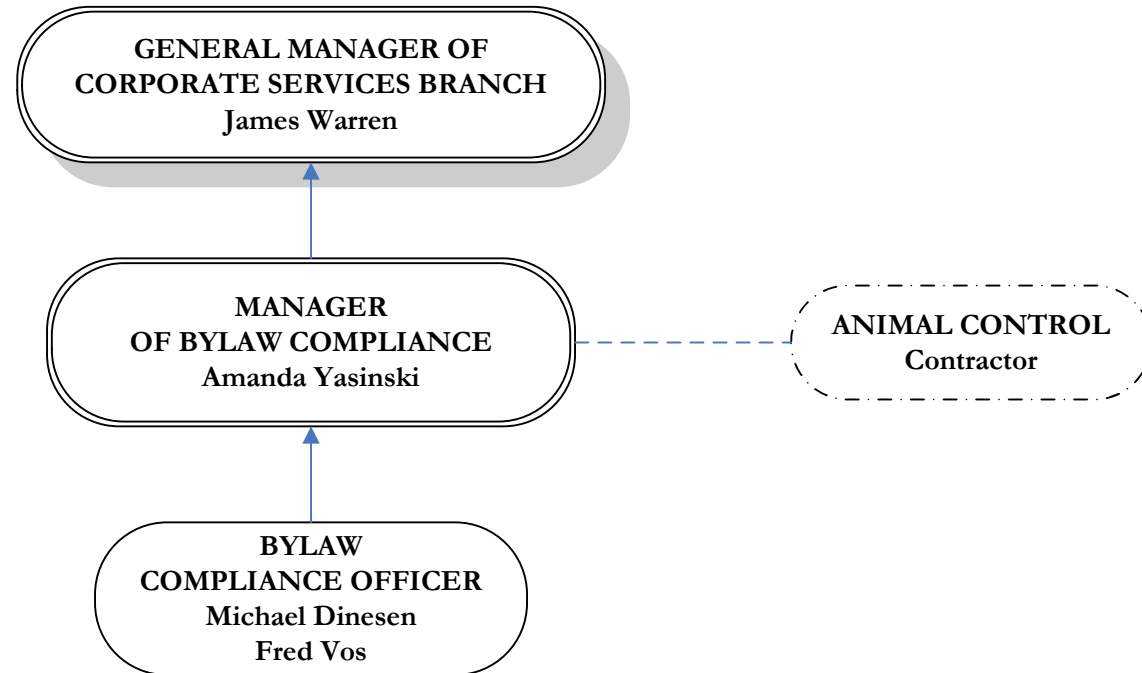 GENERAL MANAGER OF
CORPORATE SERVICES BRANCH
James Warren
MANAGER
OF BYLAW COMPLIANCE
Amanda Yasinski
ANIMAL CONTROL
Contractor
BYLAW
COMPLIANCE OFFICER
Michael Dinesen
Fred Vos